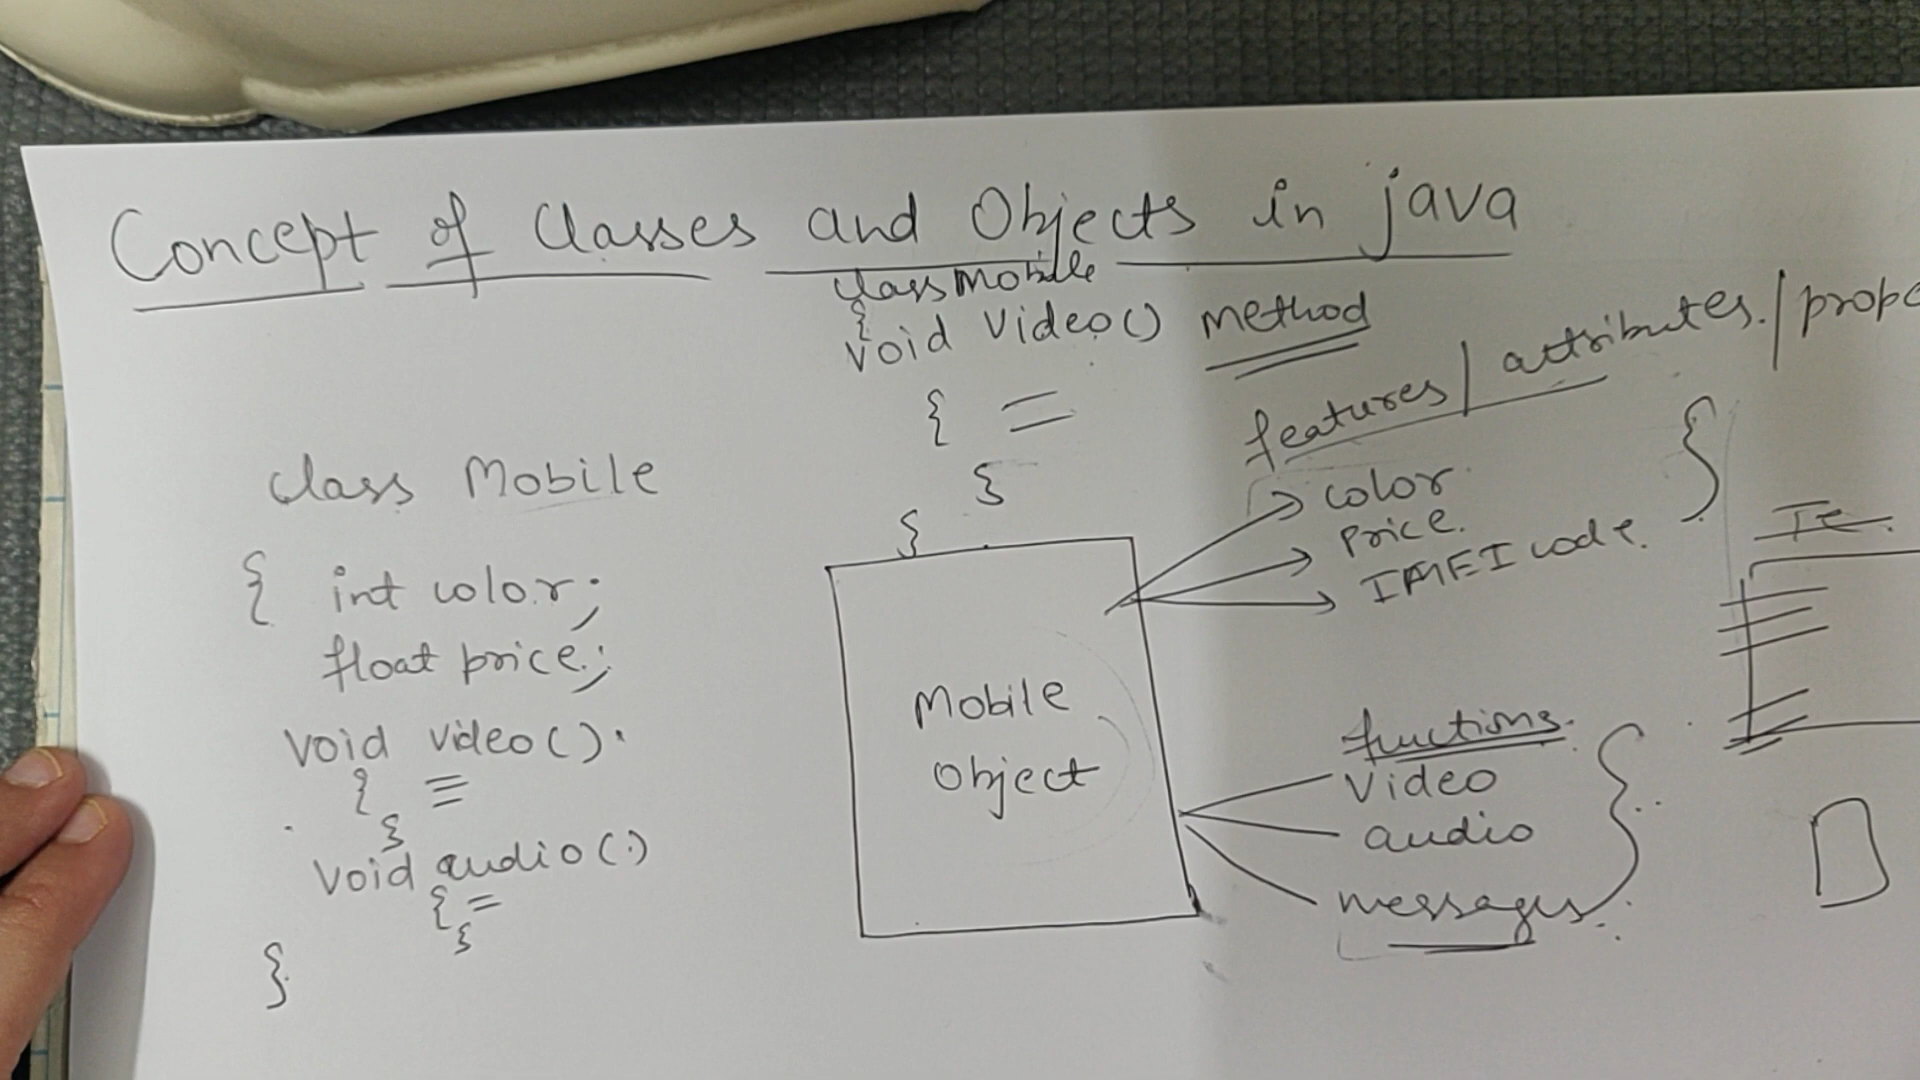 Concept of Classes and Objects in java
class Mobile
{
void video() method
{ =
}
}
class Mobile
{ int color;
float price;
void video()
{ ≡
}
void audio()
{ =
}
}
features / attributes / prope
color
Price
IMEI code
}
Mobile
Object
functions
Video
audio
messages
}